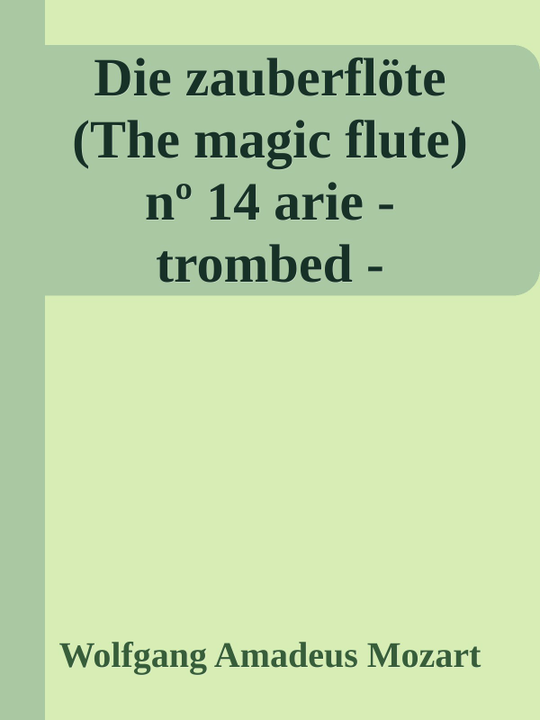 Die zauberflöte
(The magic flute)
nº 14 arie -
trombed -
Wolfgang Amadeus Mozart